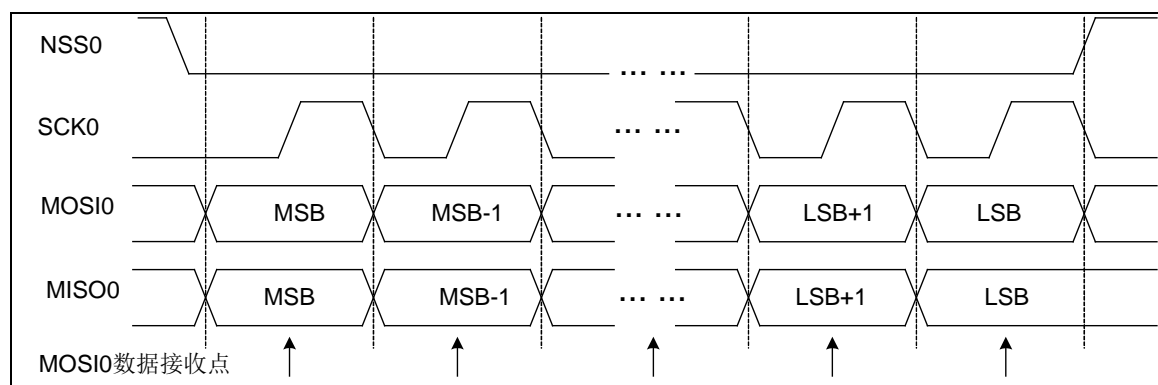 NSS0
... ...
SCK0
... ...
MOSI0 MSB MSB-1 ... ... LSB+1 LSB
MISO0 MSB MSB-1 ... ... LSB+1 LSB
MOSI0数据接收点